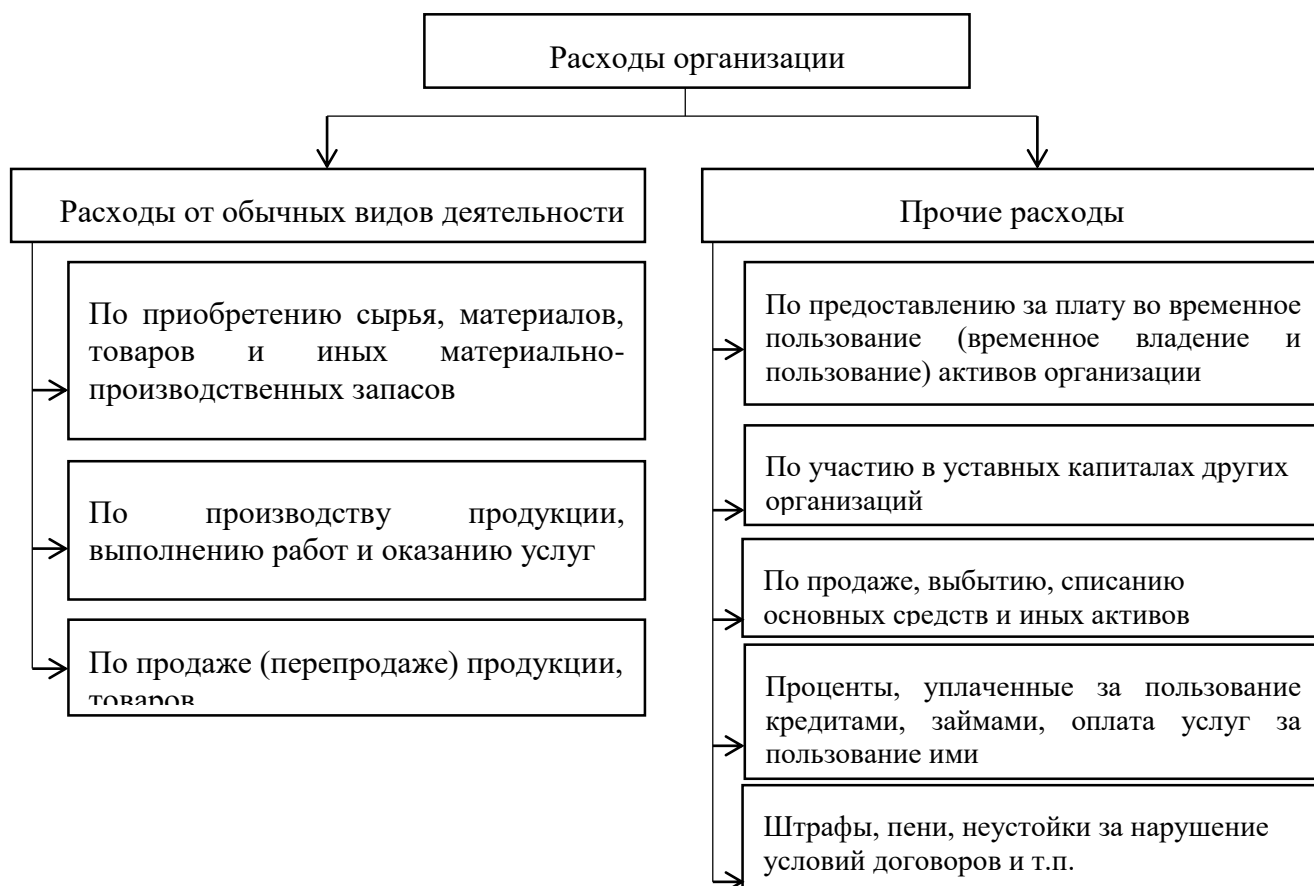 Расходы организации
Расходы от обычных видов деятельности
По приобретению сырья, материалов,
товаров и иных материально-
производственных запасов
По производству продукции,
выполнению работ и оказанию услуг
По продаже (перепродаже) продукции,
товаров
Прочие расходы
По предоставлению за плату во временное
пользование (временное владение и
пользование) активов организации
По участию в уставных капиталах других
организаций
По продаже, выбытию, списанию
основных средств и иных активов
Проценты, уплаченные за пользование
кредитами, займами, оплата услуг за
пользование ими
Штрафы, пени, неустойки за нарушение
условий договоров и т.п.